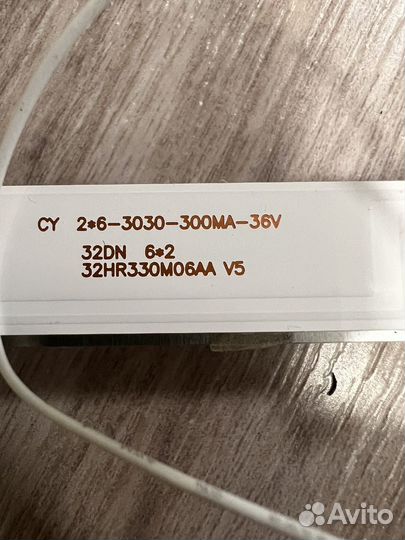 CY 2*6-3030-300MA-36V
32DN 6*2
32HR330M06AA V5
Avito